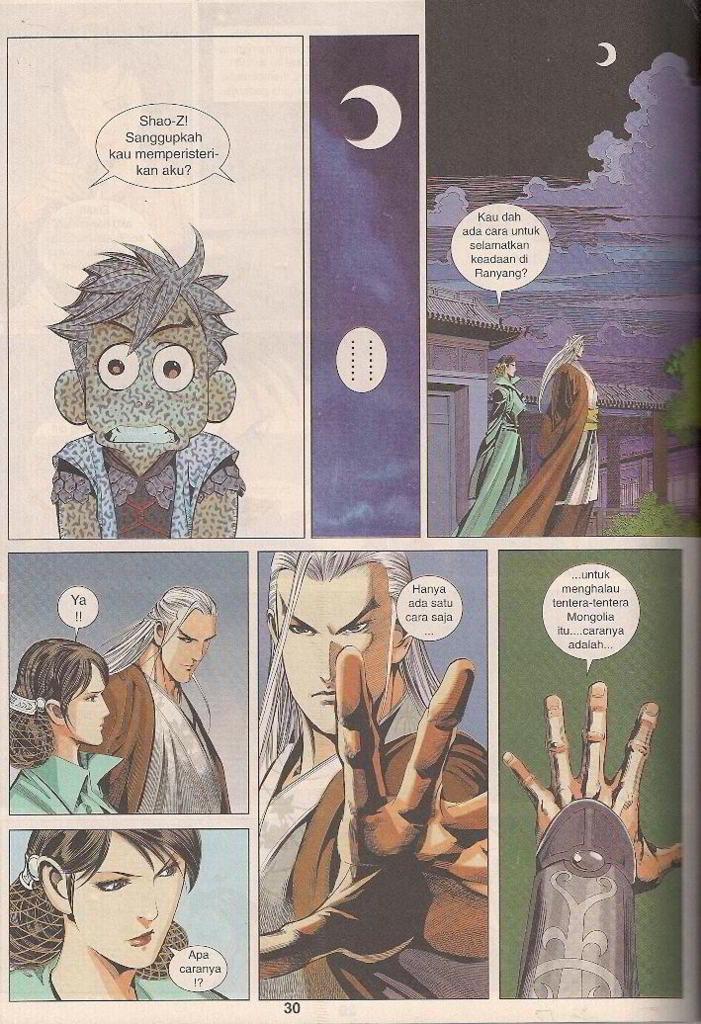 Shao-Z!
Sanggupkah
kau memperisteri-
kan aku?
Kau dah
ada cara untuk
selamatkan
keadaan di
Ranyang?
Ya
!!
Apa
caranya
!?
Hanya
ada satu
cara saja
...
...untuk
menghalau
tentera-tentera
Mongolia
itu....caranya
adalah...
30